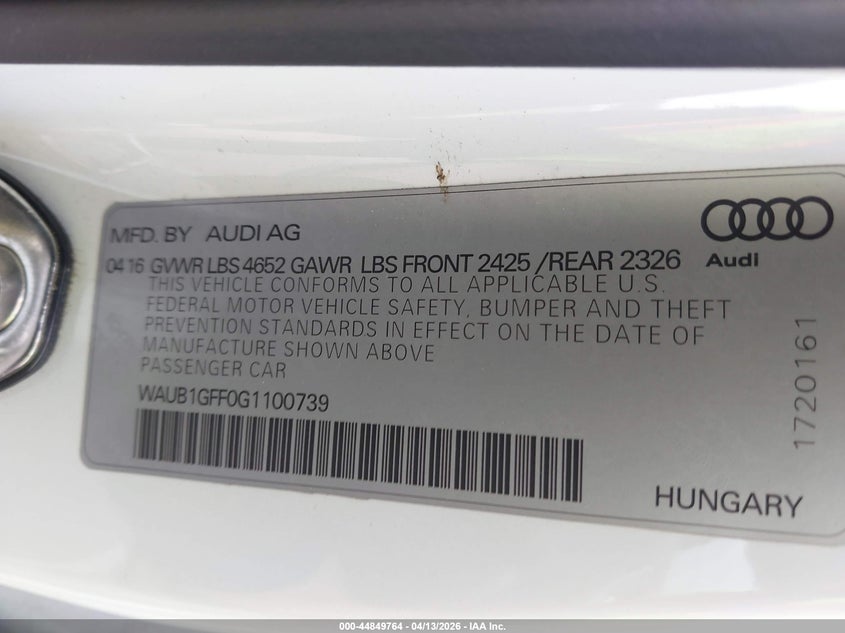 MFD. BY AUDI AG
04 16 GVWR LBS 4652 GAWR LBS FRONT 2425 /REAR 2326
Audi
THIS VEHICLE CONFORMS TO ALL APPLICABLE U.S.
FEDERAL MOTOR VEHICLE SAFETY, BUMPER AND THEFT
PREVENTION STANDARDS IN EFFECT ON THE DATE OF
MANUFACTURE SHOWN ABOVE
PASSENGER CAR
WAUB1GFF0G1100739
1720161
HUNGARY
000-44849764 - 04/13/2026 - IAA Inc.